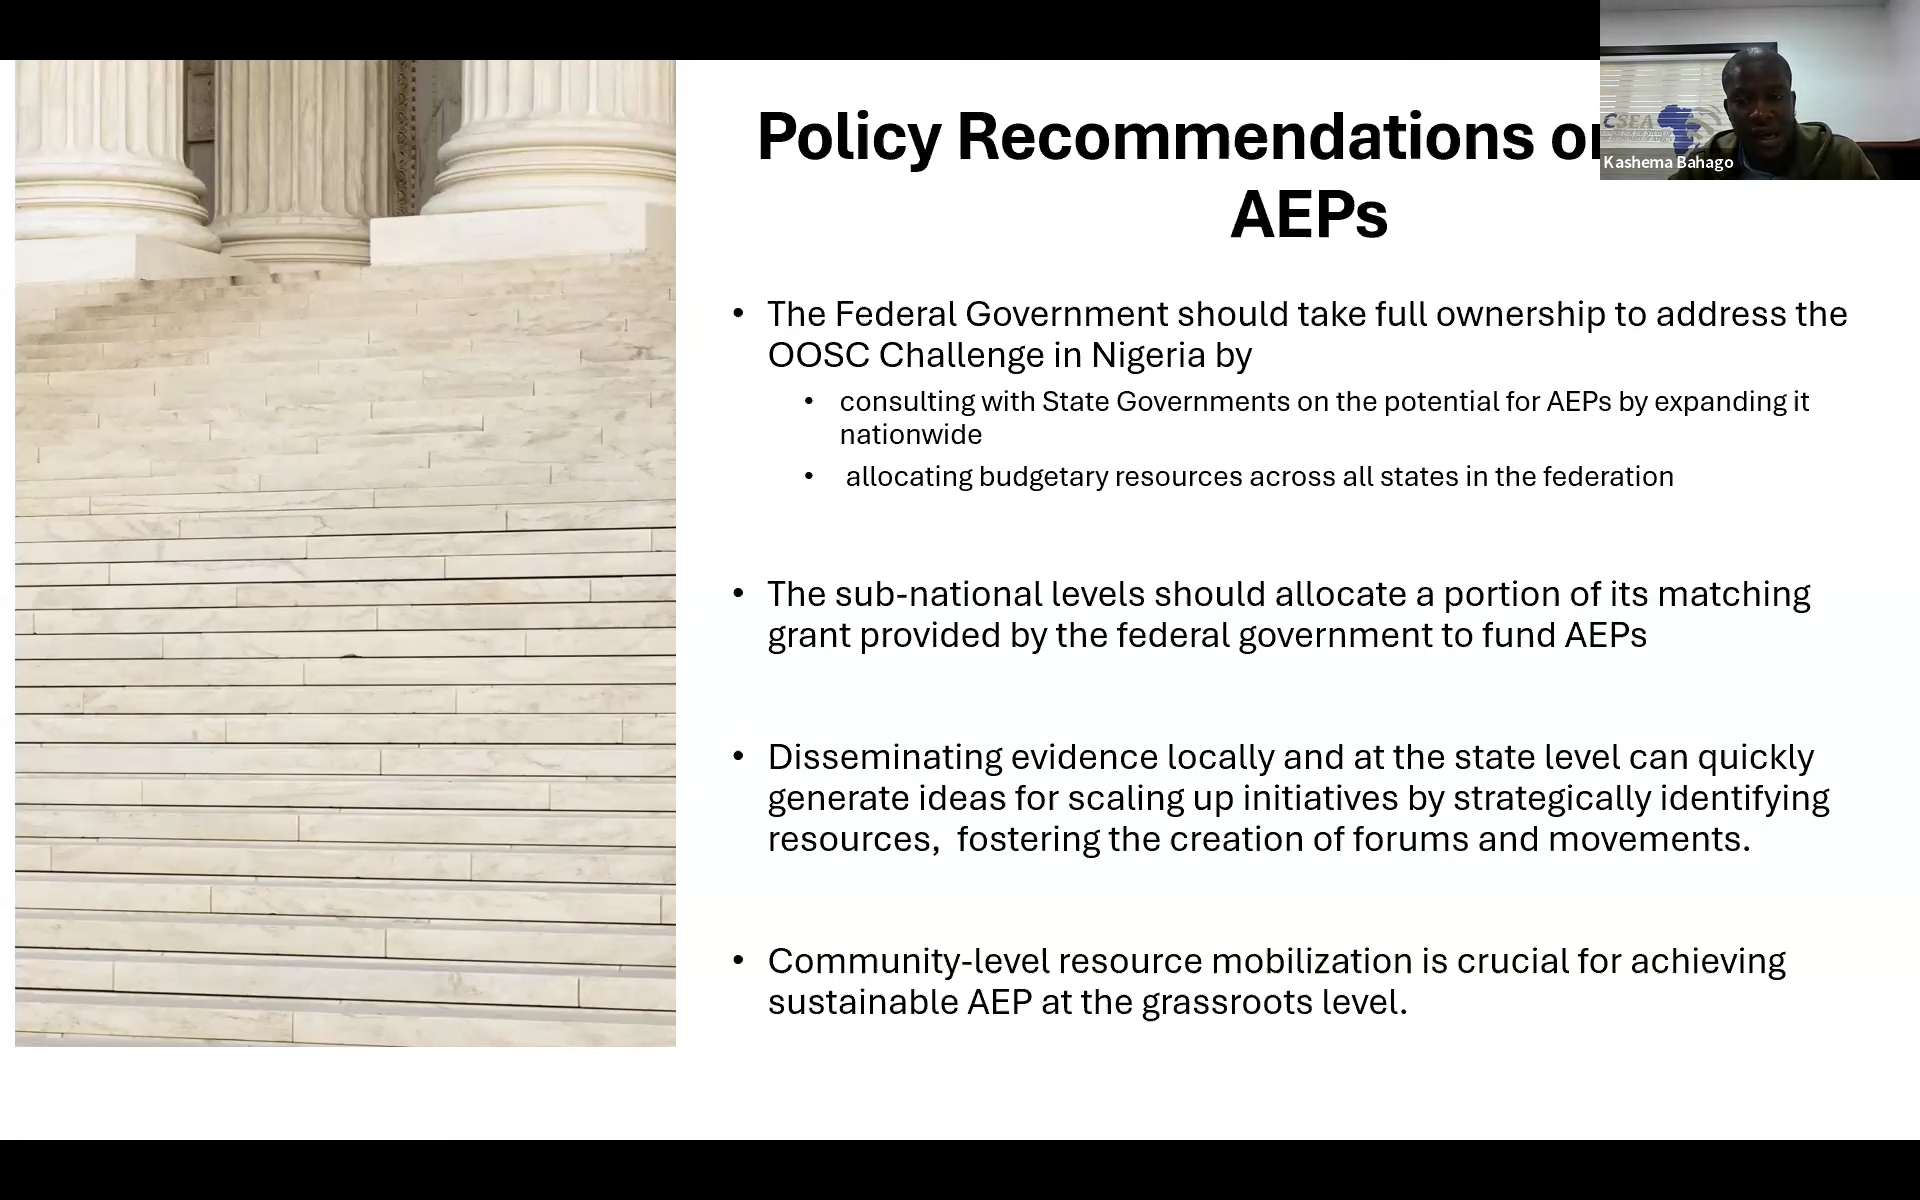 Policy Recommendations
AEPs
CSEA
Kashema Bahago
• The Federal Government should take full ownership to address the
OOSC Challenge in Nigeria by
• consulting with State Governments on the potential for AEPs by expanding it
nationwide
• allocating budgetary resources across all states in the federation
• The sub-national levels should allocate a portion of its matching
grant provided by the federal government to fund AEPs
• Disseminating evidence locally and at the state level can quickly
generate ideas for scaling up initiatives by strategically identifying
resources,  fostering the creation of forums and movements.
• Community-level resource mobilization is crucial for achieving
sustainable AEP at the grassroots level.